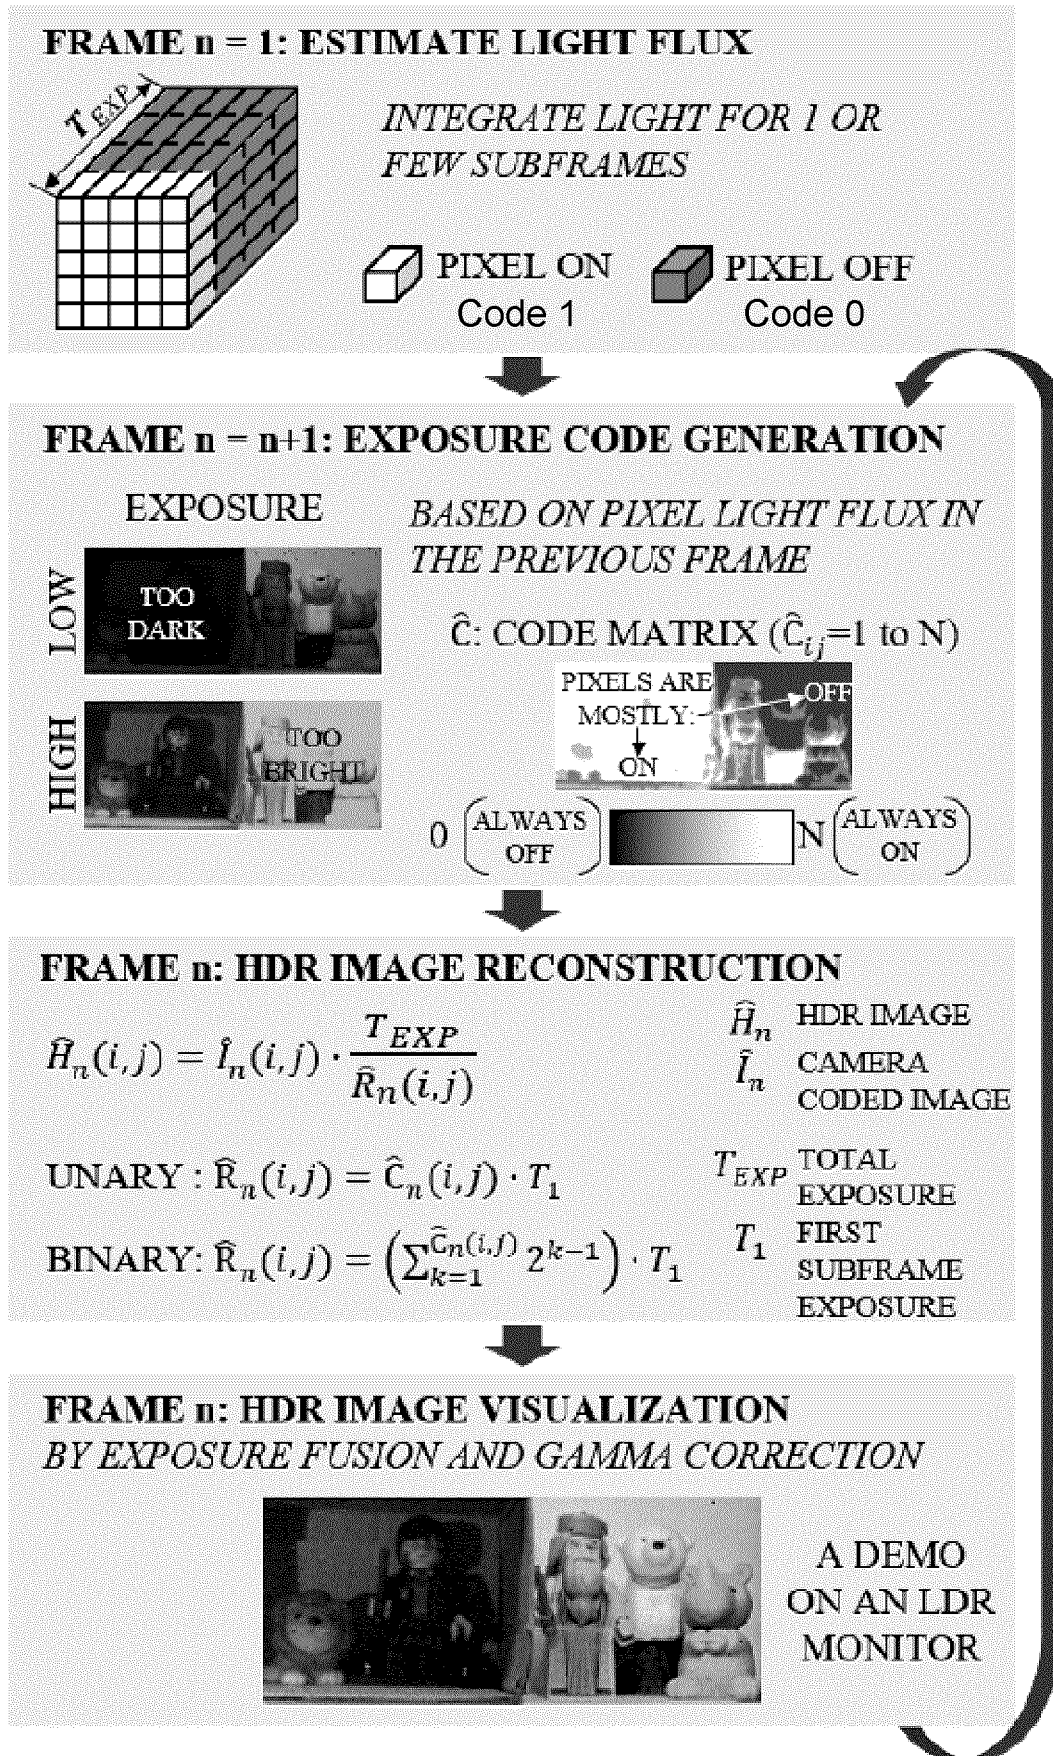 FRAME n = 1: ESTIMATE LIGHT FLUX
T_EXP
INTEGRATE LIGHT FOR 1 OR
FEW SUBFRAMES
PIXEL ON
Code 1
PIXEL OFF
Code 0
FRAME n = n+1: EXPOSURE CODE GENERATION
EXPOSURE
LOW
TOO
DARK
HIGH
TOO
BRIGHT
BASED ON PIXEL LIGHT FLUX IN
THE PREVIOUS FRAME
Ĉ: CODE MATRIX (Ĉ_ij=1 to N)
PIXELS ARE
MOSTLY:
OFF
ON
0 (ALWAYS OFF) N (ALWAYS ON)
FRAME n: HDR IMAGE RECONSTRUCTION
Ĥ_n(i,j) = Î_n(i,j) · T_EXP / R̂_n(i,j)
UNARY : R̂_n(i,j) = Ĉ_n(i,j) · T_1
BINARY: R̂_n(i,j) = (∑_{k=1}^{Ĉ_n(i,j)} 2^{k−1}) · T_1
Ĥ_n HDR IMAGE
Î_n CAMERA
CODED IMAGE
T_EXP TOTAL
EXPOSURE
T_1 FIRST
SUBFRAME
EXPOSURE
FRAME n: HDR IMAGE VISUALIZATION
BY EXPOSURE FUSION AND GAMMA CORRECTION
A DEMO
ON AN LDR
MONITOR